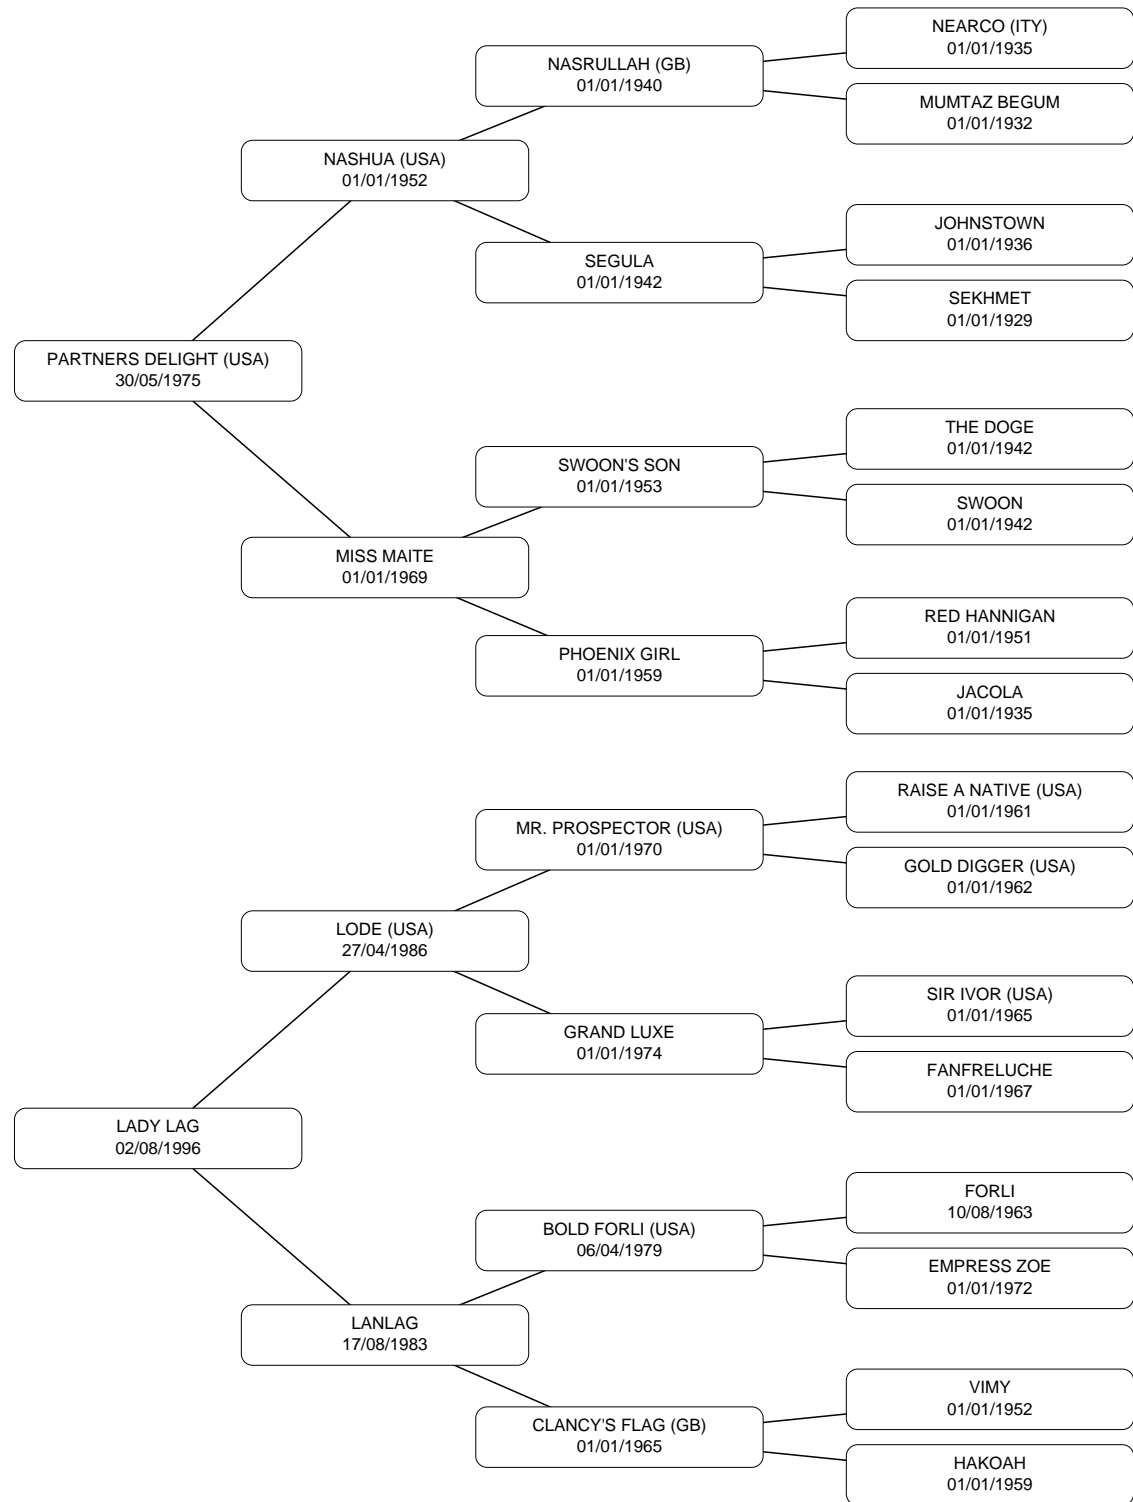 NEARCO (ITY)
01/01/1935
NASRULLAH (GB)
01/01/1940
MUMTAZ BEGUM
01/01/1932
NASHUA (USA)
01/01/1952
JOHNSTOWN
01/01/1936
SEGULA
01/01/1942
SEKHMET
01/01/1929
PARTNERS DELIGHT (USA)
30/05/1975
THE DOGE
01/01/1942
SWOON'S SON
01/01/1953
SWOON
01/01/1942
MISS MAITE
01/01/1969
RED HANNIGAN
01/01/1951
PHOENIX GIRL
01/01/1959
JACOLA
01/01/1935
RAISE A NATIVE (USA)
01/01/1961
MR. PROSPECTOR (USA)
01/01/1970
GOLD DIGGER (USA)
01/01/1962
LODE (USA)
27/04/1986
SIR IVOR (USA)
01/01/1965
GRAND LUXE
01/01/1974
FANFRELUCHE
01/01/1967
LADY LAG
02/08/1996
FORLI
10/08/1963
BOLD FORLI (USA)
06/04/1979
EMPRESS ZOE
01/01/1972
LANLAG
17/08/1983
VIMY
01/01/1952
CLANCY'S FLAG (GB)
01/01/1965
HAKOAH
01/01/1959